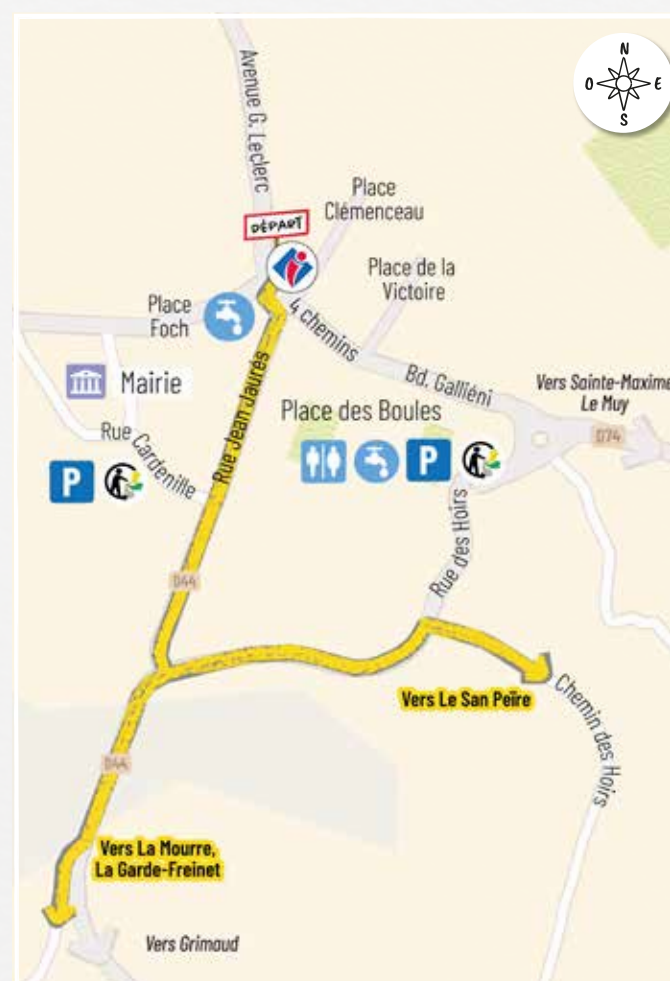 N
O E
S
Avenue G. Leclerc
DÉPART
Place
Clémenceau
Place de la
Victoire
Place
Foch
4 chemins
Bd. Galliéni
Vers Sainte-Maxime
Le Muy
D74
Mairie
Place des Boules
Rue Jean Jaurès
Rue Cardenille
P
P
Rue des Hoirs
D44
Vers Le San Peïre
Chemin des Hoirs
D44
Vers La Mourre,
La Garde-Freinet
Vers Grimaud